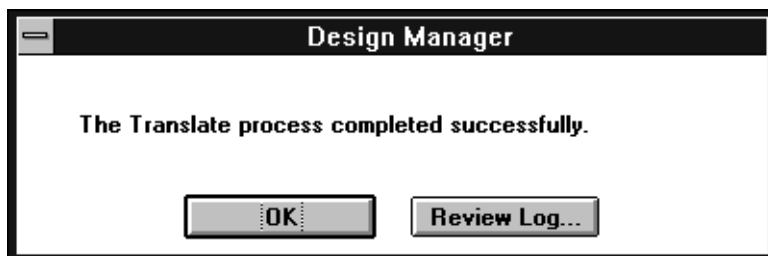 Design Manager
The Translate process completed successfully.
OK Review Log...